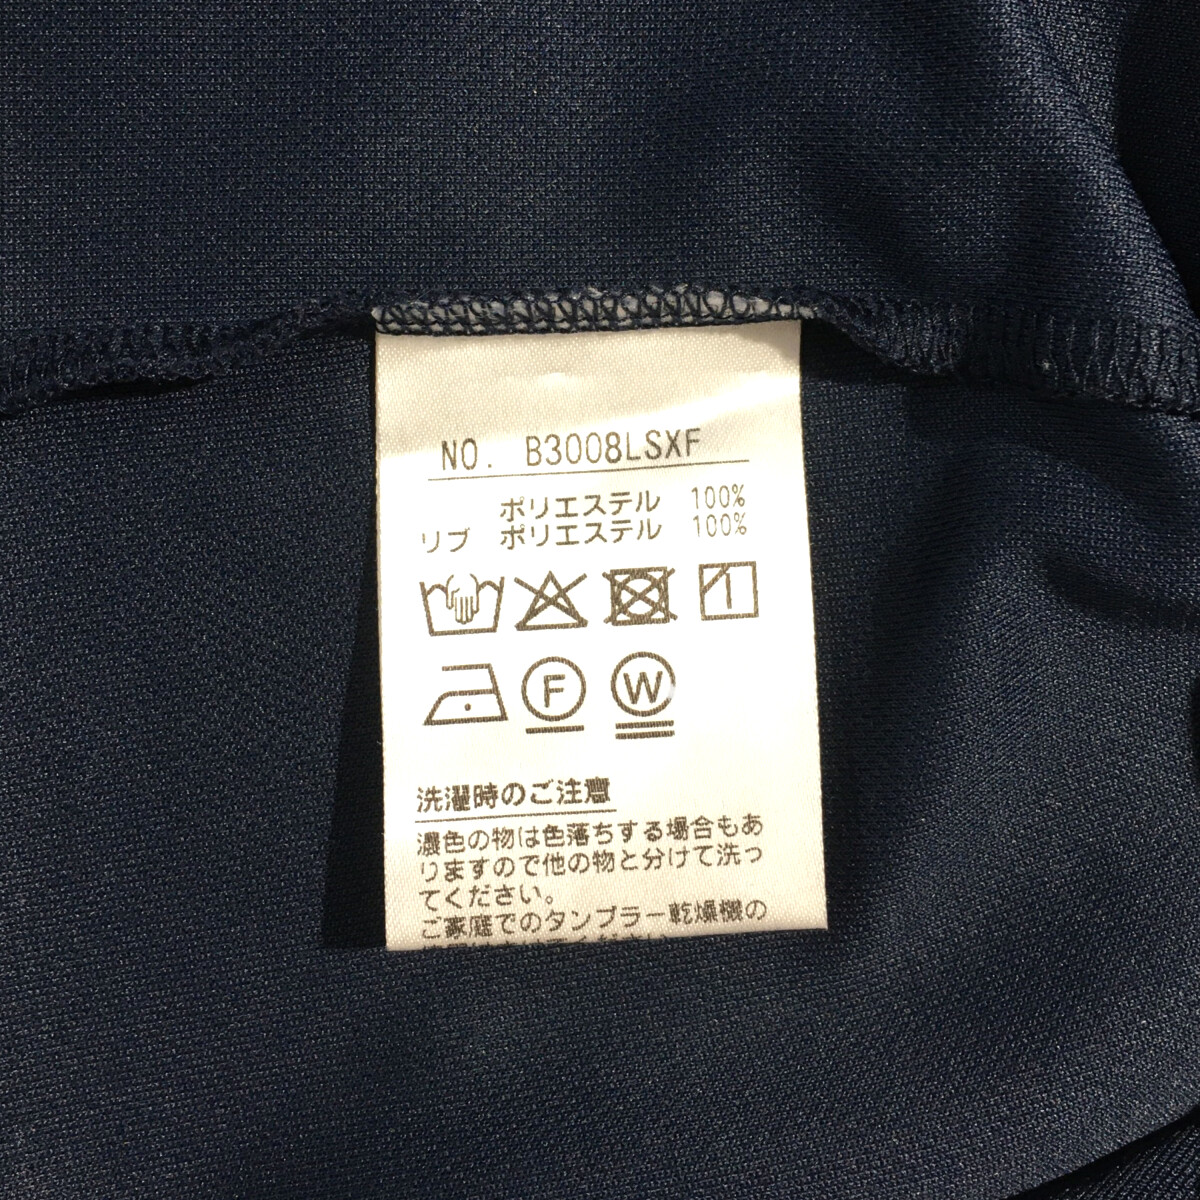 NO. B3008LSXF
ポリエステル 100%
リブ ポリエステル 100%
F W
洗濯時のご注意
濃色の物は色落ちする場合もあ
りますので他の物と分けて洗っ
てください。
ご家庭でのタンブラー乾燥機の